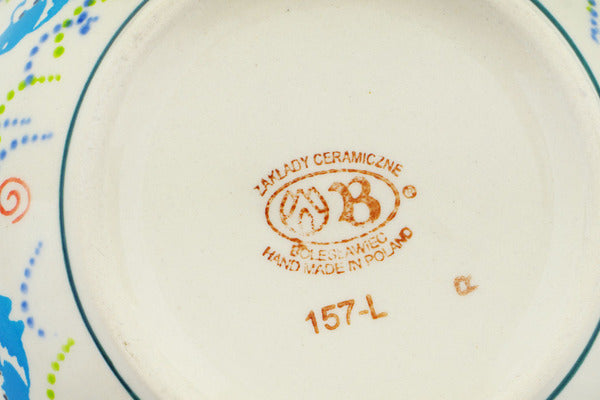 ZAKŁADY CERAMICZNE
B ®
BOLESŁAWIEC
HAND MADE IN POLAND
157-L